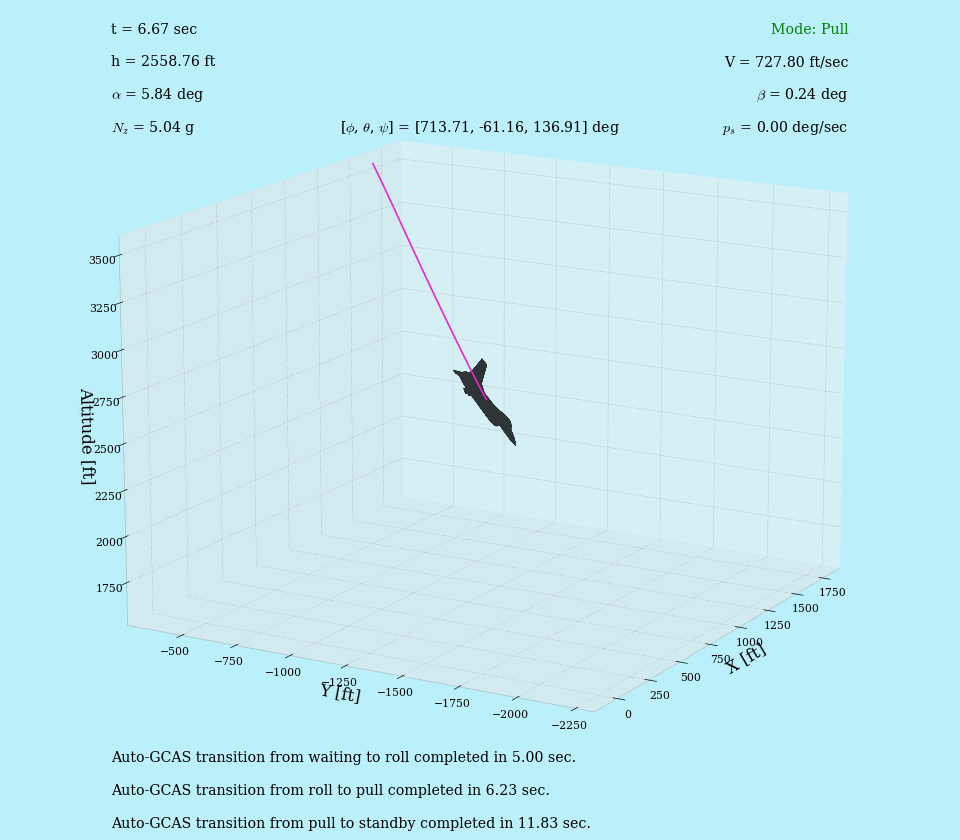 t = 6.67 sec
Mode: Pull
h = 2558.76 ft
V = 727.80 ft/sec
α = 5.84 deg
β = 0.24 deg
N_z = 5.04 g
[ϕ, θ, ψ] = [713.71, -61.16, 136.91] deg
p_s = 0.00 deg/sec
3500
3250
3000
2750
2500
2250
2000
1750
Altitude [ft]
−500
−750
−1000
−1250
−1500
−1750
−2000
−2250
Y [ft]
0
250
500
750
1000
1250
1500
1750
X [ft]
Auto-GCAS transition from waiting to roll completed in 5.00 sec.
Auto-GCAS transition from roll to pull completed in 6.23 sec.
Auto-GCAS transition from pull to standby completed in 11.83 sec.